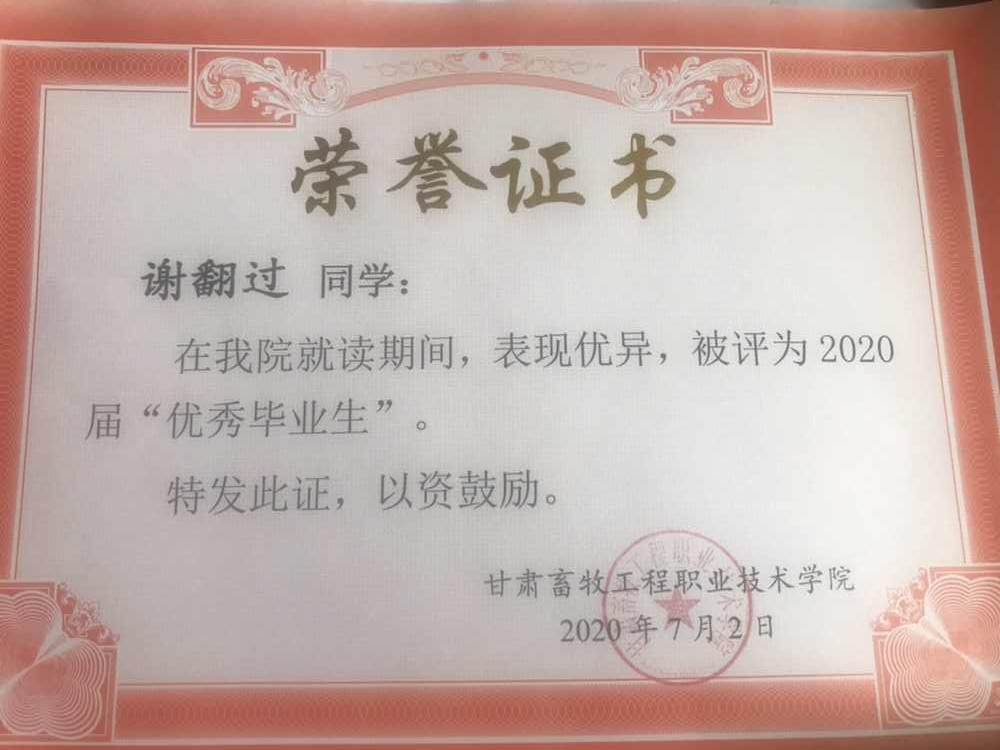 荣誉证书
谢翻过 同学：
在我院就读期间，表现优异，被评为2020
届“优秀毕业生”。
特发此证，以资鼓励。
甘肃畜牧工程职业技术学院
2020年7月2日